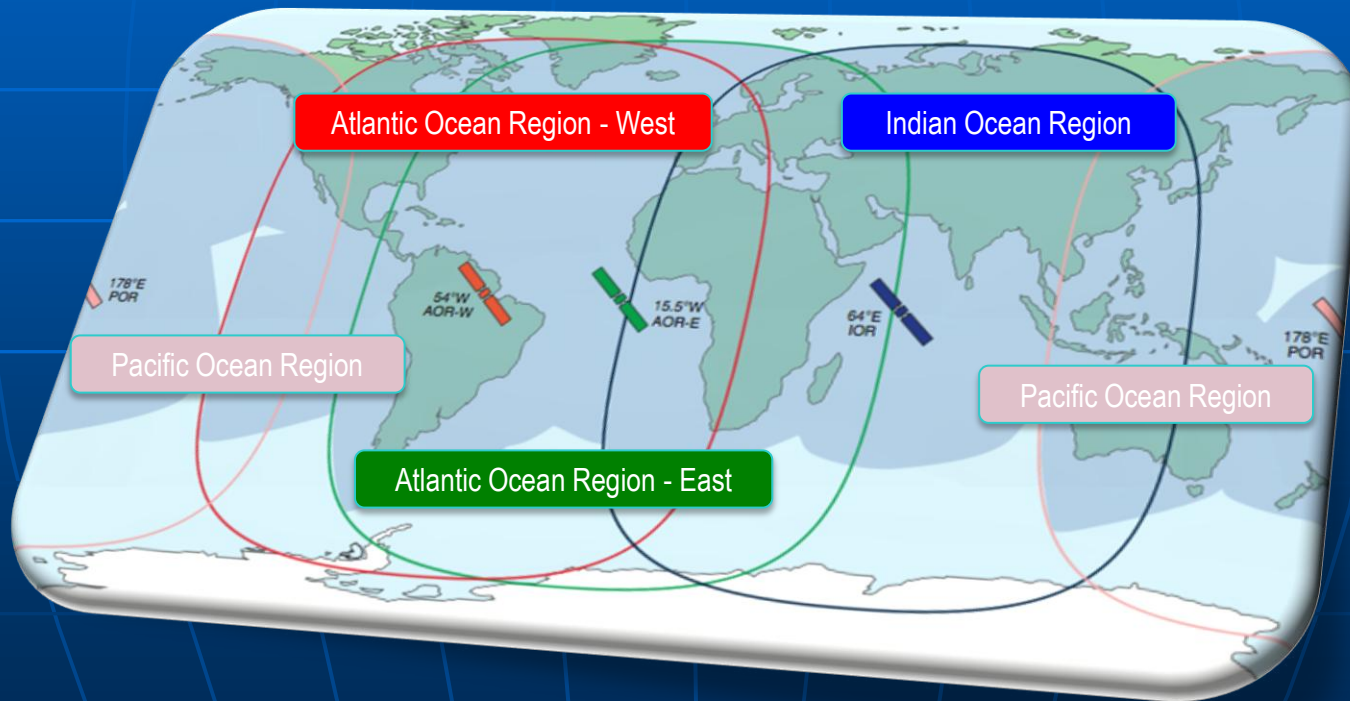 Atlantic Ocean Region - West
Indian Ocean Region
178°E
POR
54°W
AOR-W
15.5°W
AOR-E
64°E
IOR
178°E
POR
Pacific Ocean Region
Pacific Ocean Region
Atlantic Ocean Region - East